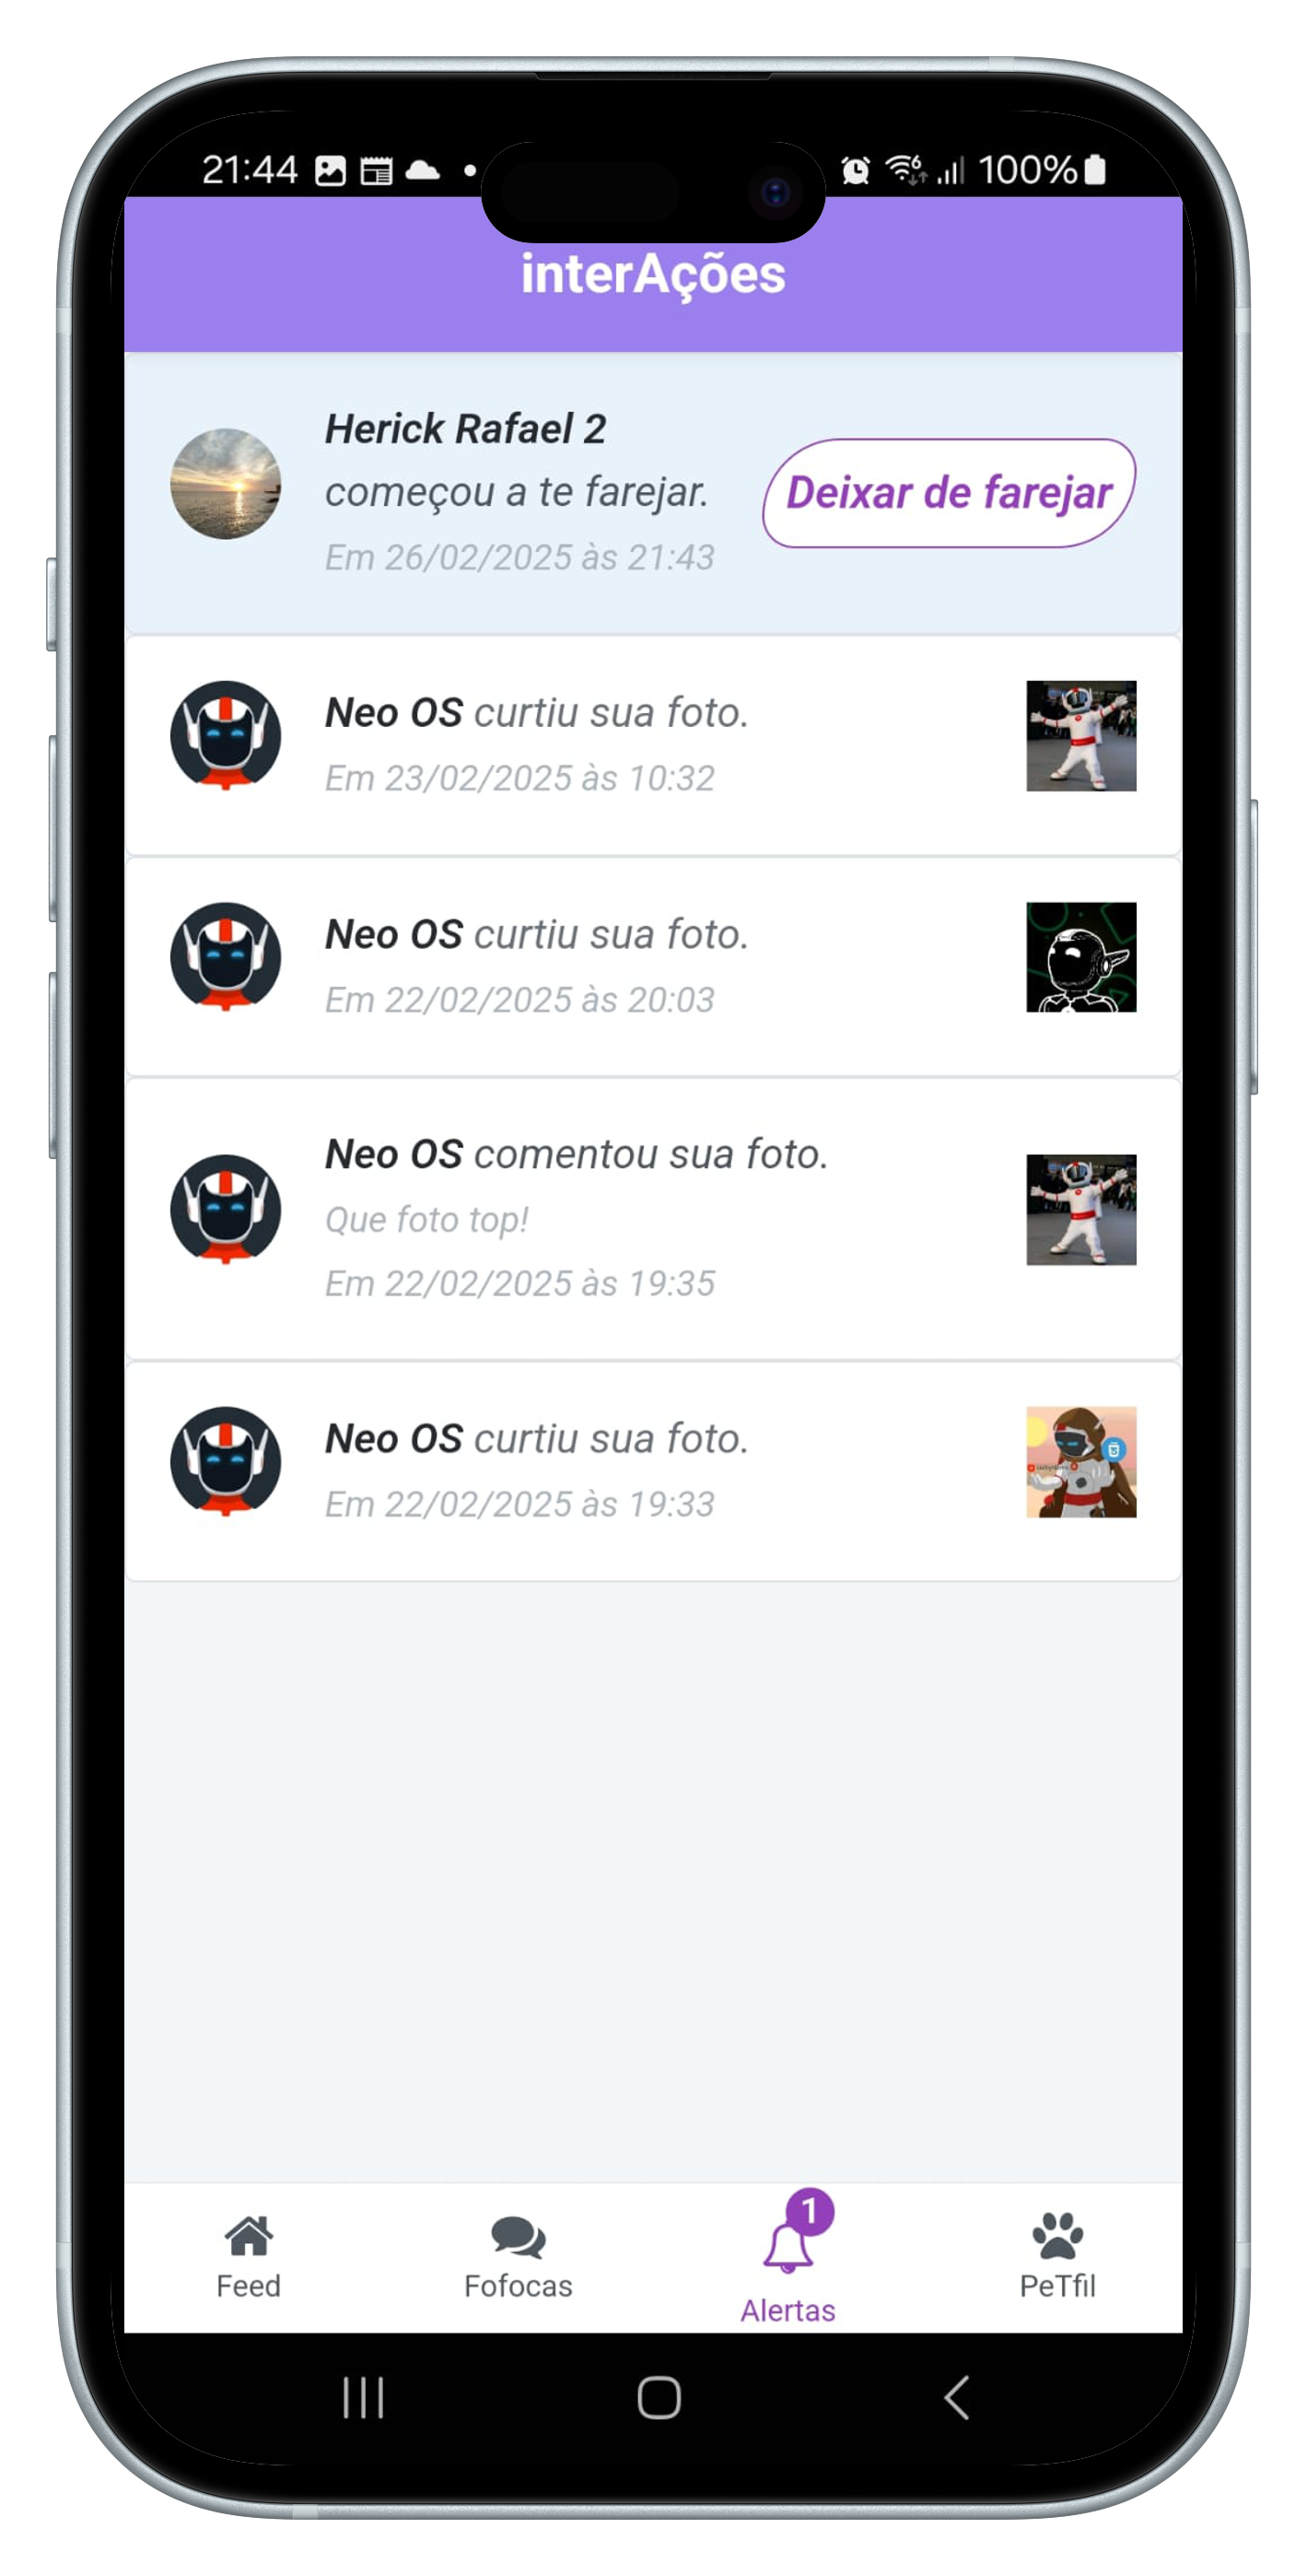 21:44
100%
interAções
Herick Rafael 2
começou a te farejar.
Deixar de farejar
Em 26/02/2025 às 21:43
Neo OS curtiu sua foto.
Em 23/02/2025 às 10:32
Neo OS curtiu sua foto.
Em 22/02/2025 às 20:03
Neo OS comentou sua foto.
Que foto top!
Em 22/02/2025 às 19:35
Neo OS curtiu sua foto.
Em 22/02/2025 às 19:33
1
Feed
Fofocas
Alertas
PeTfil